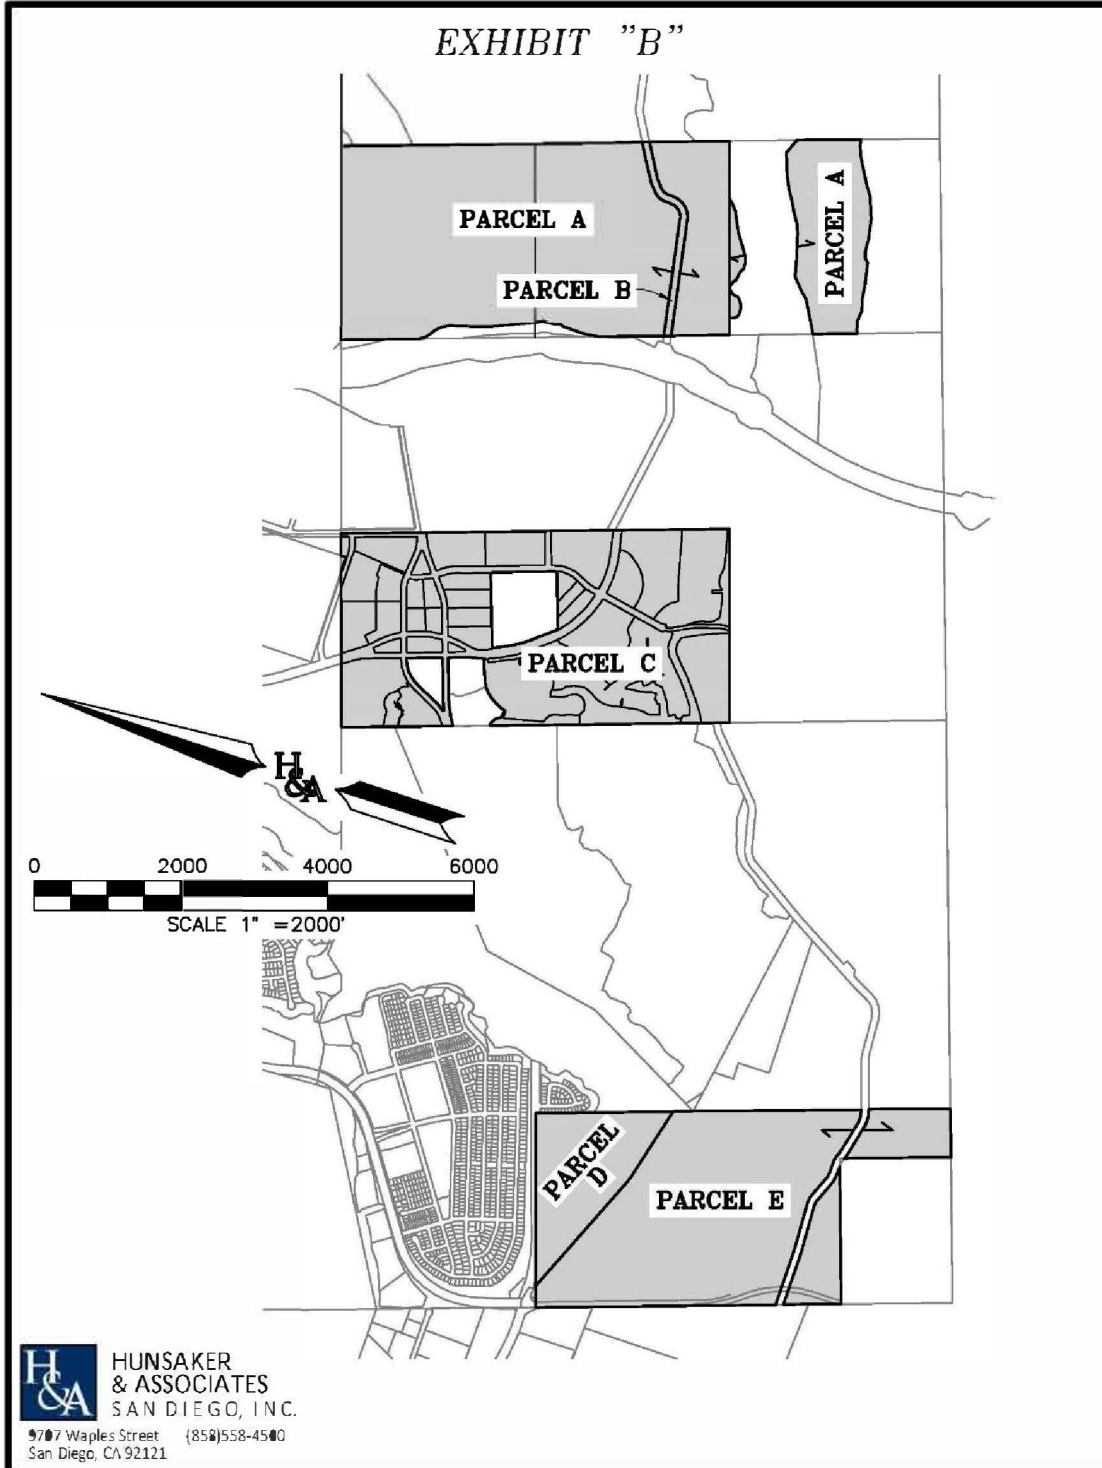 EXHIBIT "B"
PARCEL A
PARCEL A
PARCEL B
PARCEL C
H&A
0 2000 4000 6000
SCALE 1" =2000'
PARCEL D
PARCEL E
H&A
HUNSAKER
& ASSOCIATES
SAN DIEGO, INC.
9707 Waples Street (858)558-4500
San Diego, CA 92121